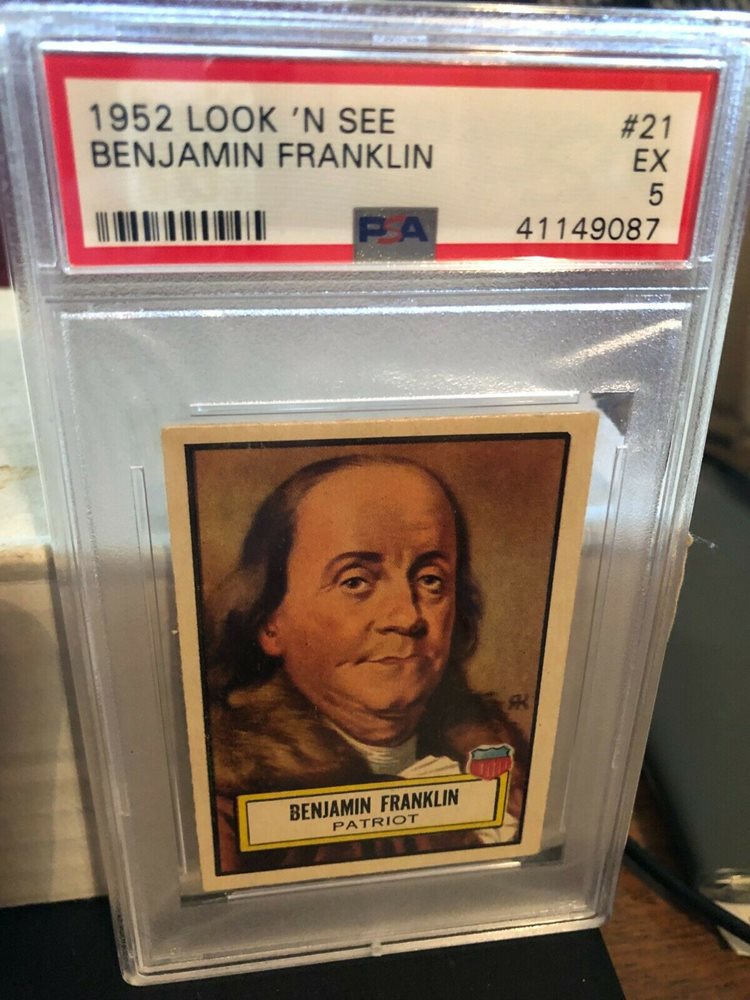 1952 LOOK 'N SEE
BENJAMIN FRANKLIN
#21
EX
5
PSA
41149087
BENJAMIN FRANKLIN
PATRIOT